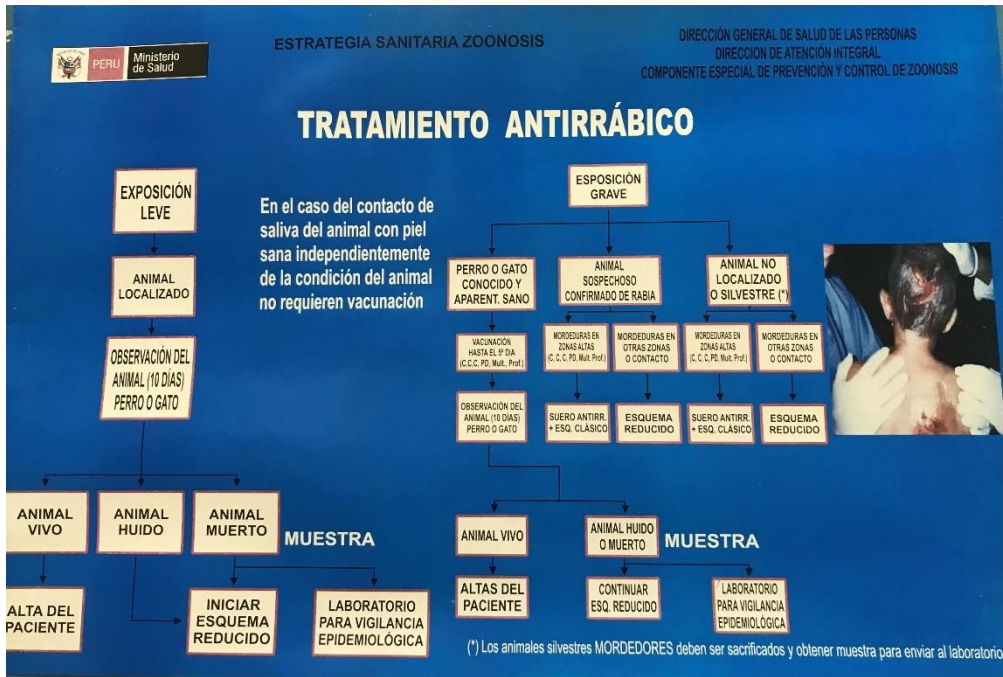 PERÚ
Ministerio
de Salud
ESTRATEGIA SANITARIA ZOONOSIS
DIRECCIÓN GENERAL DE SALUD DE LAS PERSONAS
DIRECCION DE ATENCIÓN INTEGRAL
COMPONENTE ESPECIAL DE PREVENCIÓN Y CONTROL DE ZOONOSIS
TRATAMIENTO ANTIRRÁBICO
EXPOSICIÓN
LEVE
ANIMAL
LOCALIZADO
OBSERVACIÓN DEL
ANIMAL (10 DÍAS)
PERRO O GATO
ANIMAL
VIVO
ANIMAL
HUIDO
ANIMAL
MUERTO
MUESTRA
ALTA DEL
PACIENTE
INICIAR
ESQUEMA
REDUCIDO
LABORATORIO
PARA VIGILANCIA
EPIDEMIOLÓGICA
En el caso del contacto de
saliva del animal con piel
sana independientemente
de la condición del animal
no requieren vacunación
ESPOSICIÓN
GRAVE
PERRO O GATO
CONOCIDO Y
APARENT. SANO
ANIMAL
SOSPECHOSO
CONFIRMADO DE RABIA
ANIMAL NO
LOCALIZADO
O SILVESTRE (*)
VACUNACIÓN
HASTA EL 5º DIA
(C,C.C, PD, Mult., Prof.)
MORDEDURAS EN
ZONAS ALTAS
(C, C, C, PD, Mult. Prof.)
MORDEDURAS EN
OTRAS ZONAS
O CONTACTO
MORDEDURAS EN
ZONAS ALTAS
(C, C, C, PD, Mult. Prof.)
MORDEDURAS EN
OTRAS ZONAS
O CONTACTO
OBSERVACIÓN DEL
ANIMAL (10 DÍAS)
PERRO O GATO
SUERO ANTIRR.
+ ESQ. CLÁSICO
ESQUEMA
REDUCIDO
SUERO ANTIRR.
+ ESQ. CLÁSICO
ESQUEMA
REDUCIDO
ANIMAL VIVO
ANIMAL HUIDO
O MUERTO
MUESTRA
ALTAS DEL
PACIENTE
CONTINUAR
ESQ. REDUCIDO
LABORATORIO
PARA VIGILANCIA
EPIDEMIOLÓGICA
(*) Los animales silvestres MORDEDORES deben ser sacrificados y obtener muestra para enviar al laboratorio